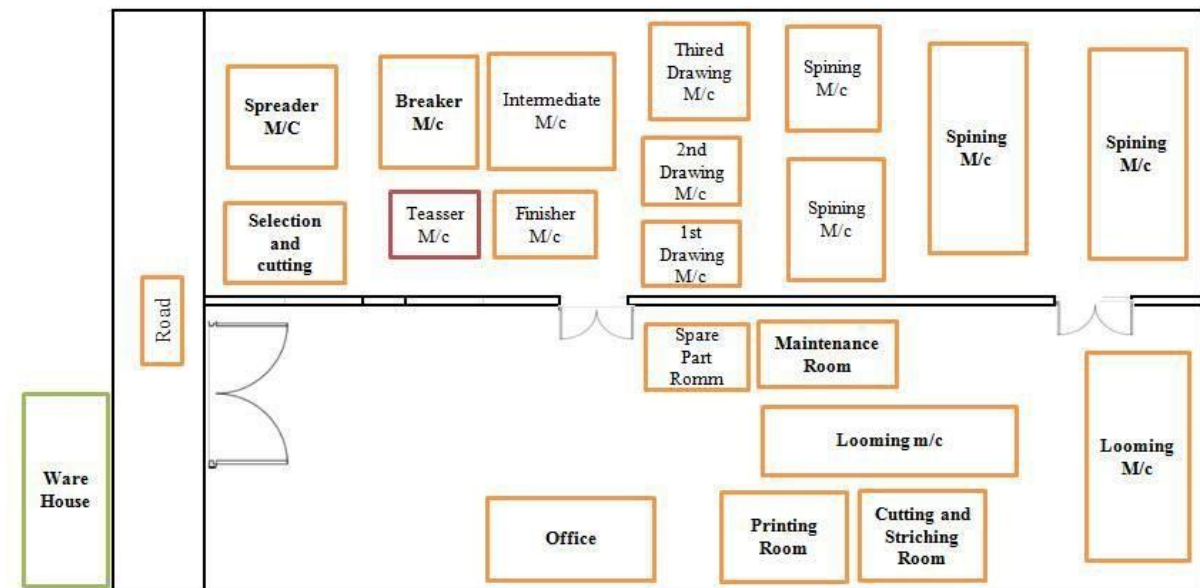 Spreader
M/C
Breaker
M/c
Intermediate
M/c
Thired
Drawing
M/c
Spining
M/c
Spining
M/c
Spining
M/c
2nd
Drawing
M/c
Selection
and
cutting
Teasser
M/c
Finisher
M/c
1st
Drawing
M/c
Spining
M/c
Road
Spare
Part
Romm
Maintenance
Room
Looming m/c
Looming
M/c
Ware
House
Office
Printing
Room
Cutting and
Striching
Room